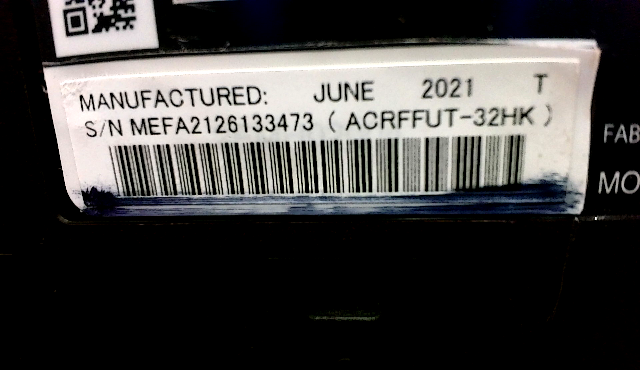 MANUFACTURED: JUNE 2021 T
S/N MEFA2126133473 ( ACRFFUT-32HK )
FAB
MO